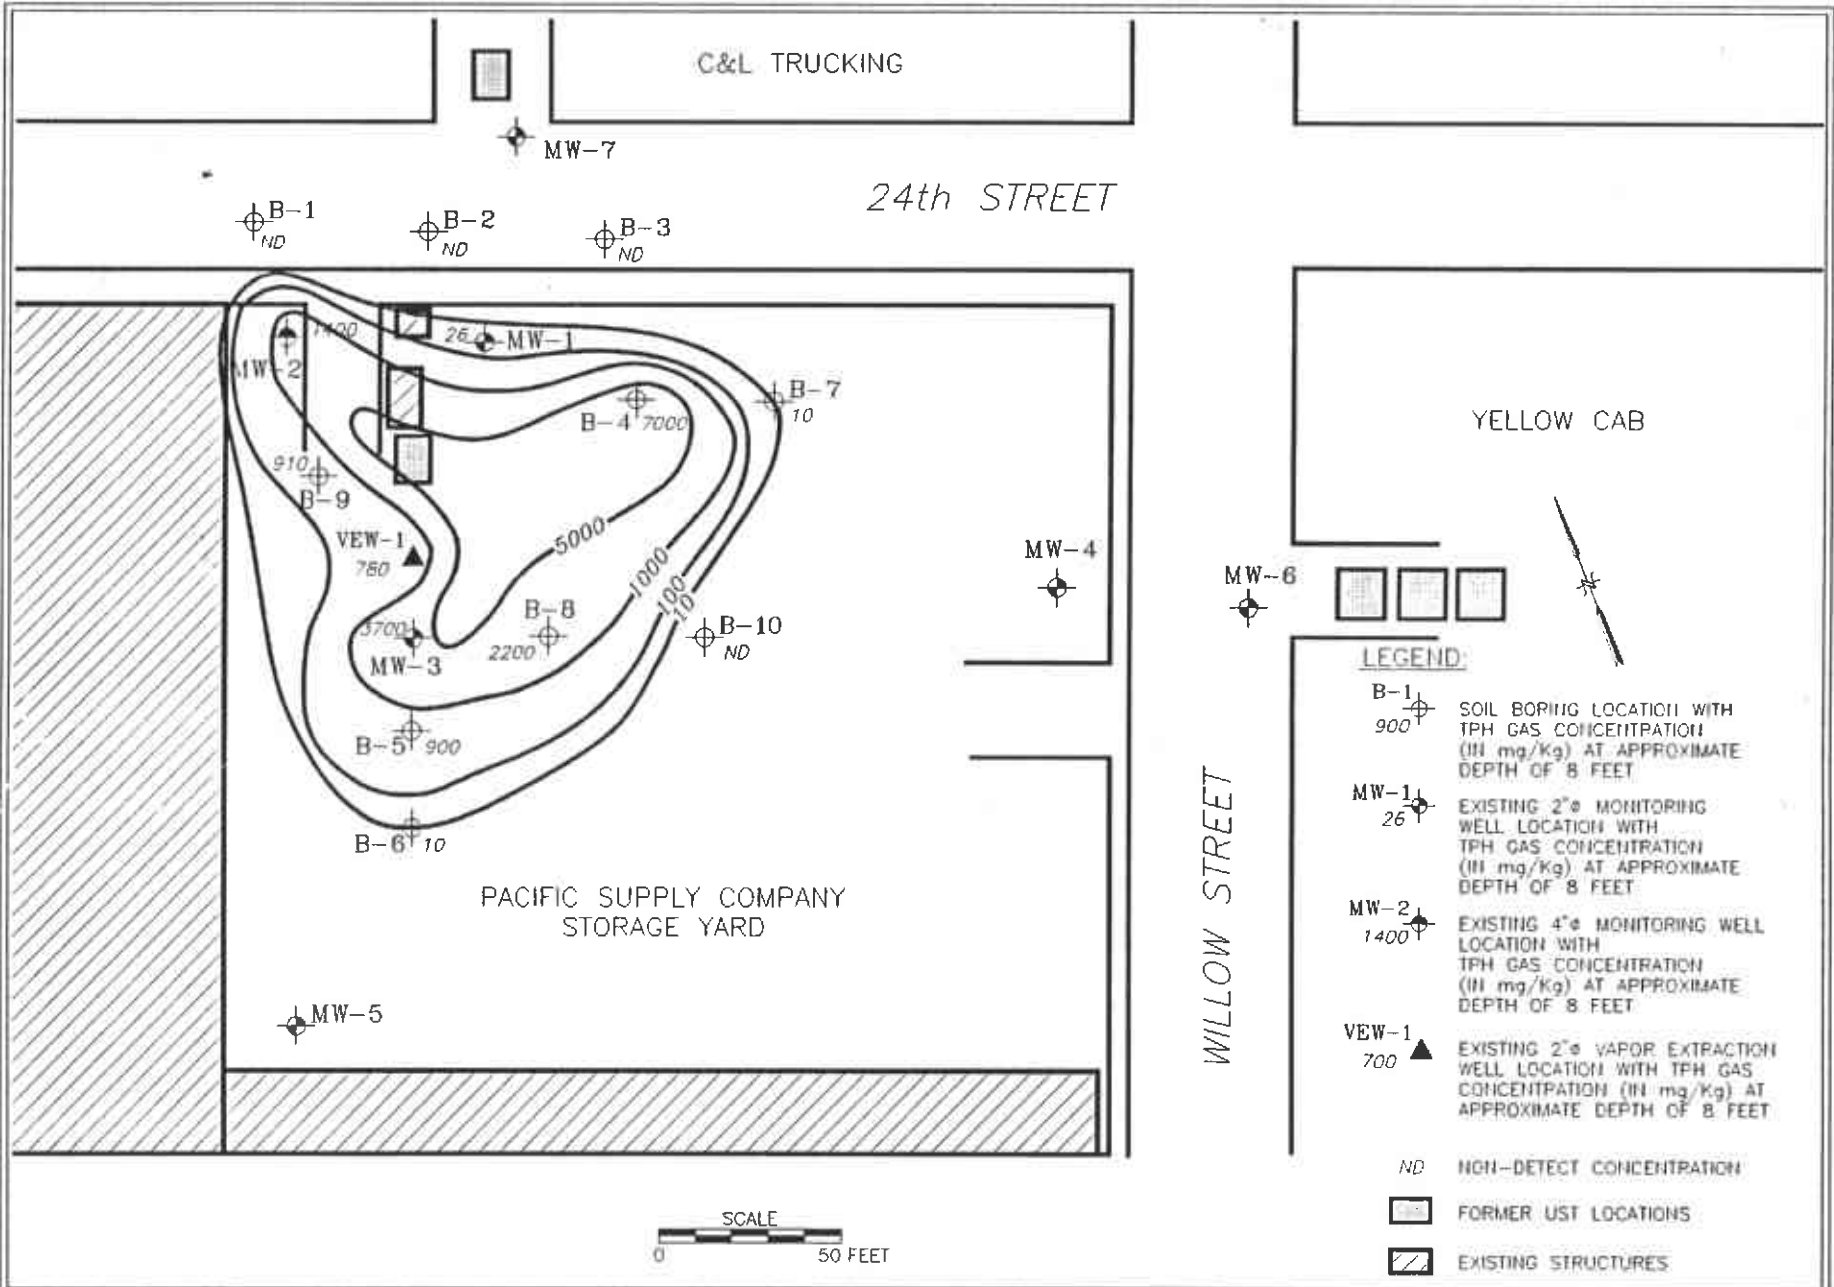 C&L TRUCKING
MW-7
24th STREET
B-1
ND
B-2
ND
B-3
ND
1400
MW-2
26
MW-1
B-7
10
B-4
7000
YELLOW CAB
910
B-9
VEW-1
780
5000
1000
100
10
MW-4
MW-6
3700
MW-3
B-8
2200
B-10
ND
B-5
900
B-6
10
PACIFIC SUPPLY COMPANY
STORAGE YARD
MW-5
WILLOW STREET
SCALE
0
50 FEET
LEGEND:
B-1
900
SOIL BORING LOCATION WITH
TPH GAS CONCENTRATION
(IN mg/Kg) AT APPROXIMATE
DEPTH OF 8 FEET
MW-1
26
EXISTING 2"ø MONITORING
WELL LOCATION WITH
TPH GAS CONCENTRATION
(IN mg/Kg) AT APPROXIMATE
DEPTH OF 8 FEET
MW-2
1400
EXISTING 4"ø MONITORING WELL
LOCATION WITH
TPH GAS CONCENTRATION
(IN mg/Kg) AT APPROXIMATE
DEPTH OF 8 FEET
VEW-1
700
EXISTING 2"ø VAPOR EXTRACTION
WELL LOCATION WITH TPH GAS
CONCENTRATION (IN mg/Kg) AT
APPROXIMATE DEPTH OF 8 FEET
ND
NON-DETECT CONCENTRATION
FORMER UST LOCATIONS
EXISTING STRUCTURES